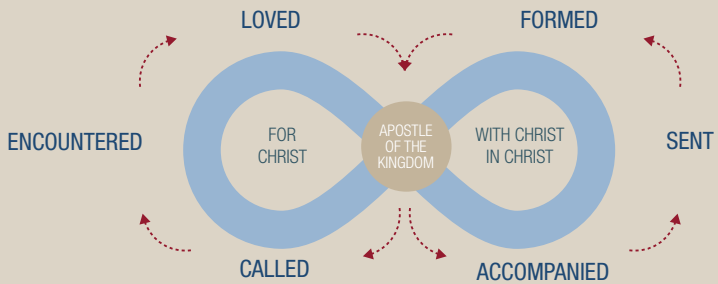 LOVED
FORMED
ENCOUNTERED
FOR
CHRIST
APOSTLE
OF THE
KINGDOM
WITH CHRIST
IN CHRIST
SENT
CALLED
ACCOMPANIED